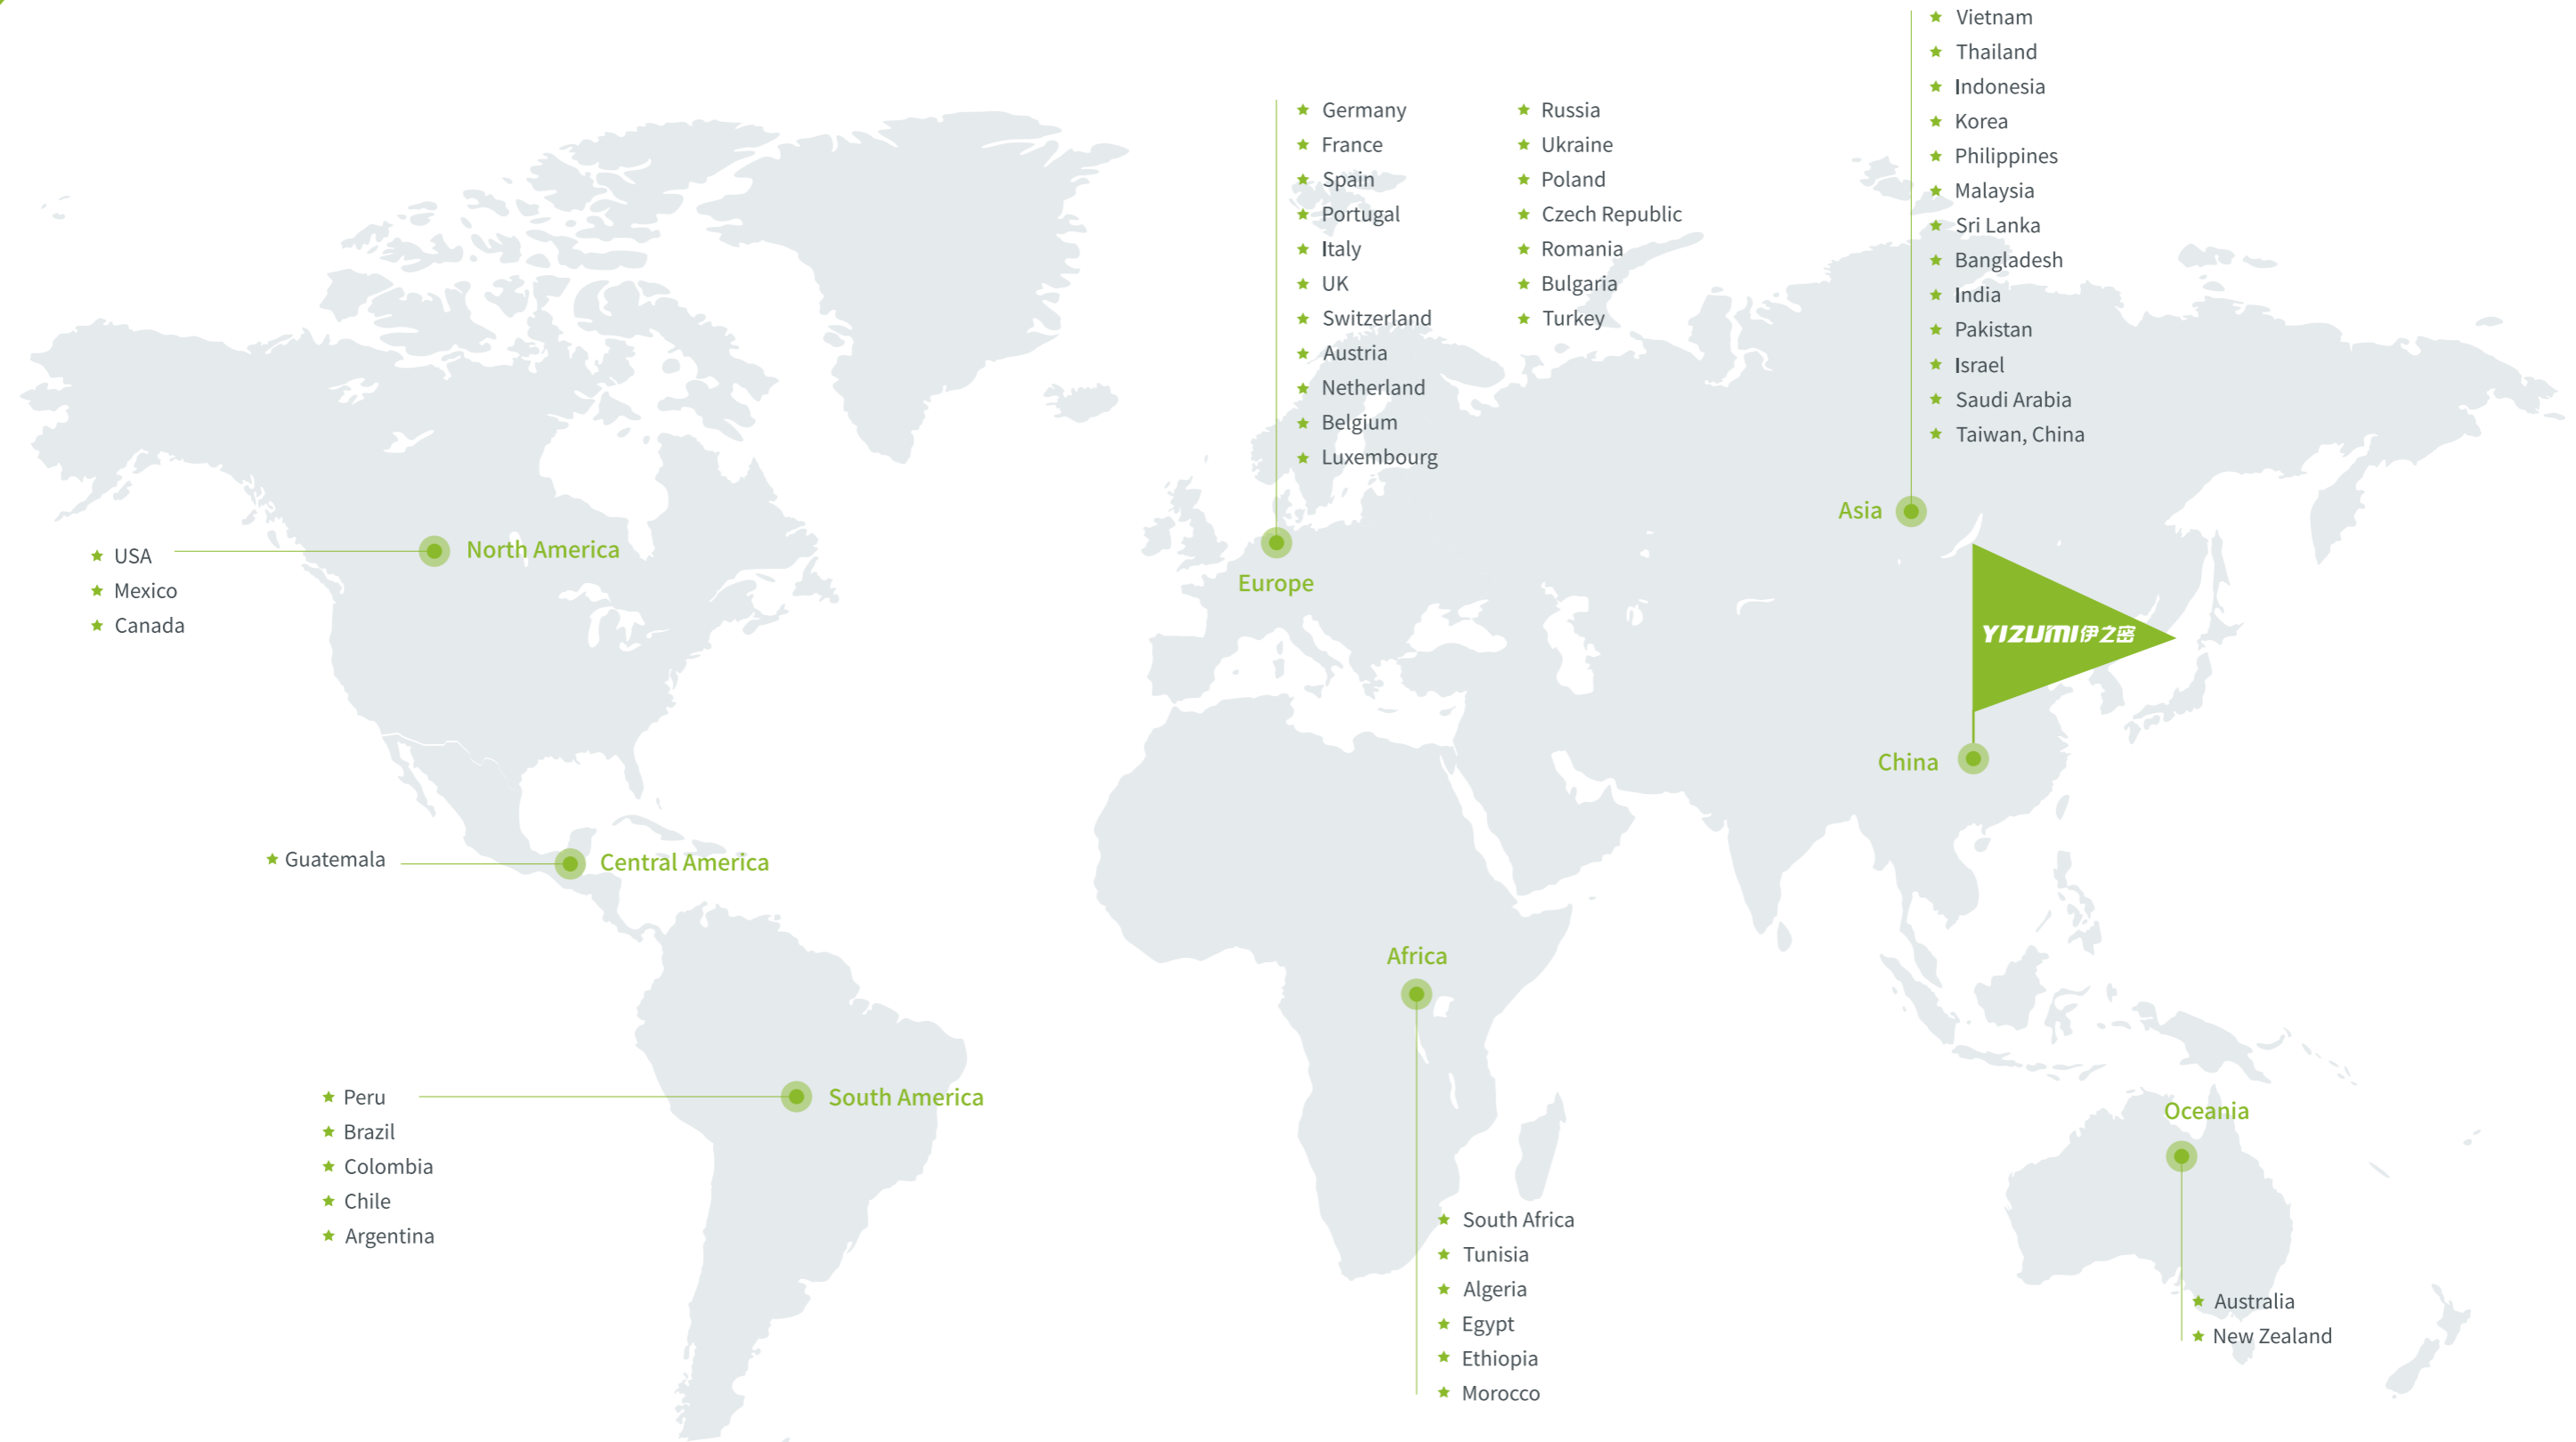 Vietnam
Thailand
Indonesia
Korea
Philippines
Malaysia
Sri Lanka
Bangladesh
India
Pakistan
Israel
Saudi Arabia
Taiwan, China
Asia
Germany
France
Spain
Portugal
Italy
UK
Switzerland
Austria
Netherland
Belgium
Luxembourg
Russia
Ukraine
Poland
Czech Republic
Romania
Bulgaria
Turkey
Europe
USA
Mexico
Canada
North America
YIZUMI伊之密
China
Guatemala
Central America
Africa
South Africa
Tunisia
Algeria
Egypt
Ethiopia
Morocco
Peru
Brazil
Colombia
Chile
Argentina
South America
Oceania
Australia
New Zealand